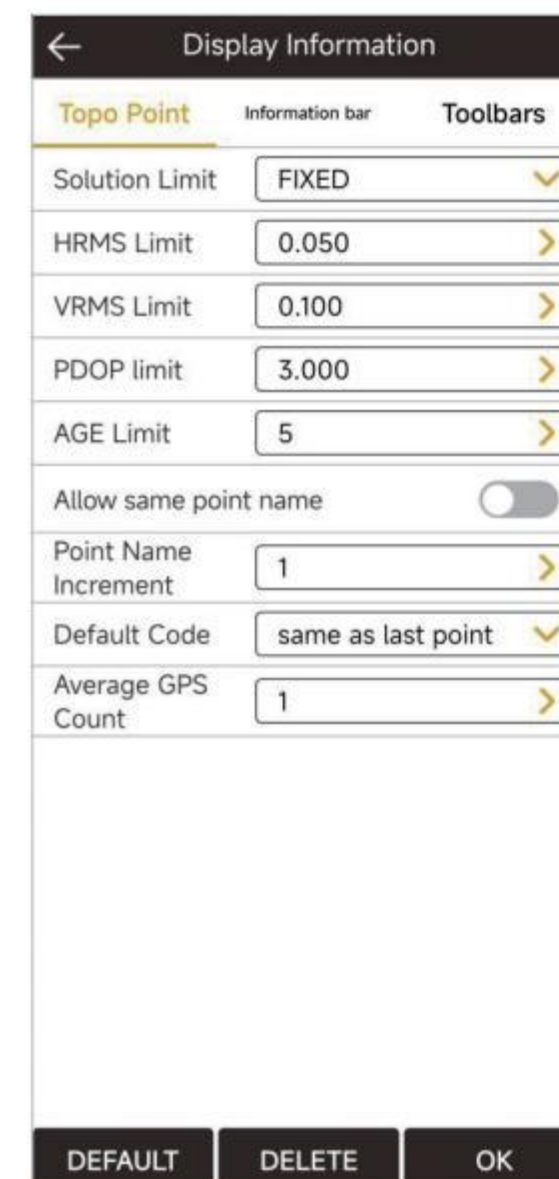 Display Information
Topo Point Information bar Toolbars
Solution Limit FIXED
HRMS Limit 0.050
VRMS Limit 0.100
PDOP limit 3.000
AGE Limit 5
Allow same point name
Point Name
Increment
1
Default Code same as last point
Average GPS
Count
1
DEFAULT DELETE OK